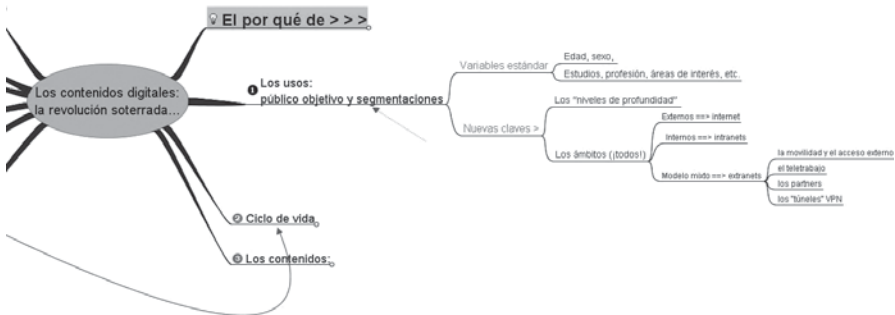 El por qué de > > >
Los contenidos digitales:
la revolución soterrada...
1 Los usos:
público objetivo y segmentaciones
Variables estándar
Edad, sexo,
Estudios, profesión, áreas de interés, etc.
Nuevas claves >
Los "niveles de profundidad"
Los ámbitos (¡todos!)
Externos ==> internet
Internos ==> intranets
Modelo mixto ==> extranets
la movilidad y el acceso externo
el teletrabajo
los partners
los "túneles" VPN
2 Ciclo de vida
3 Los contenidos: